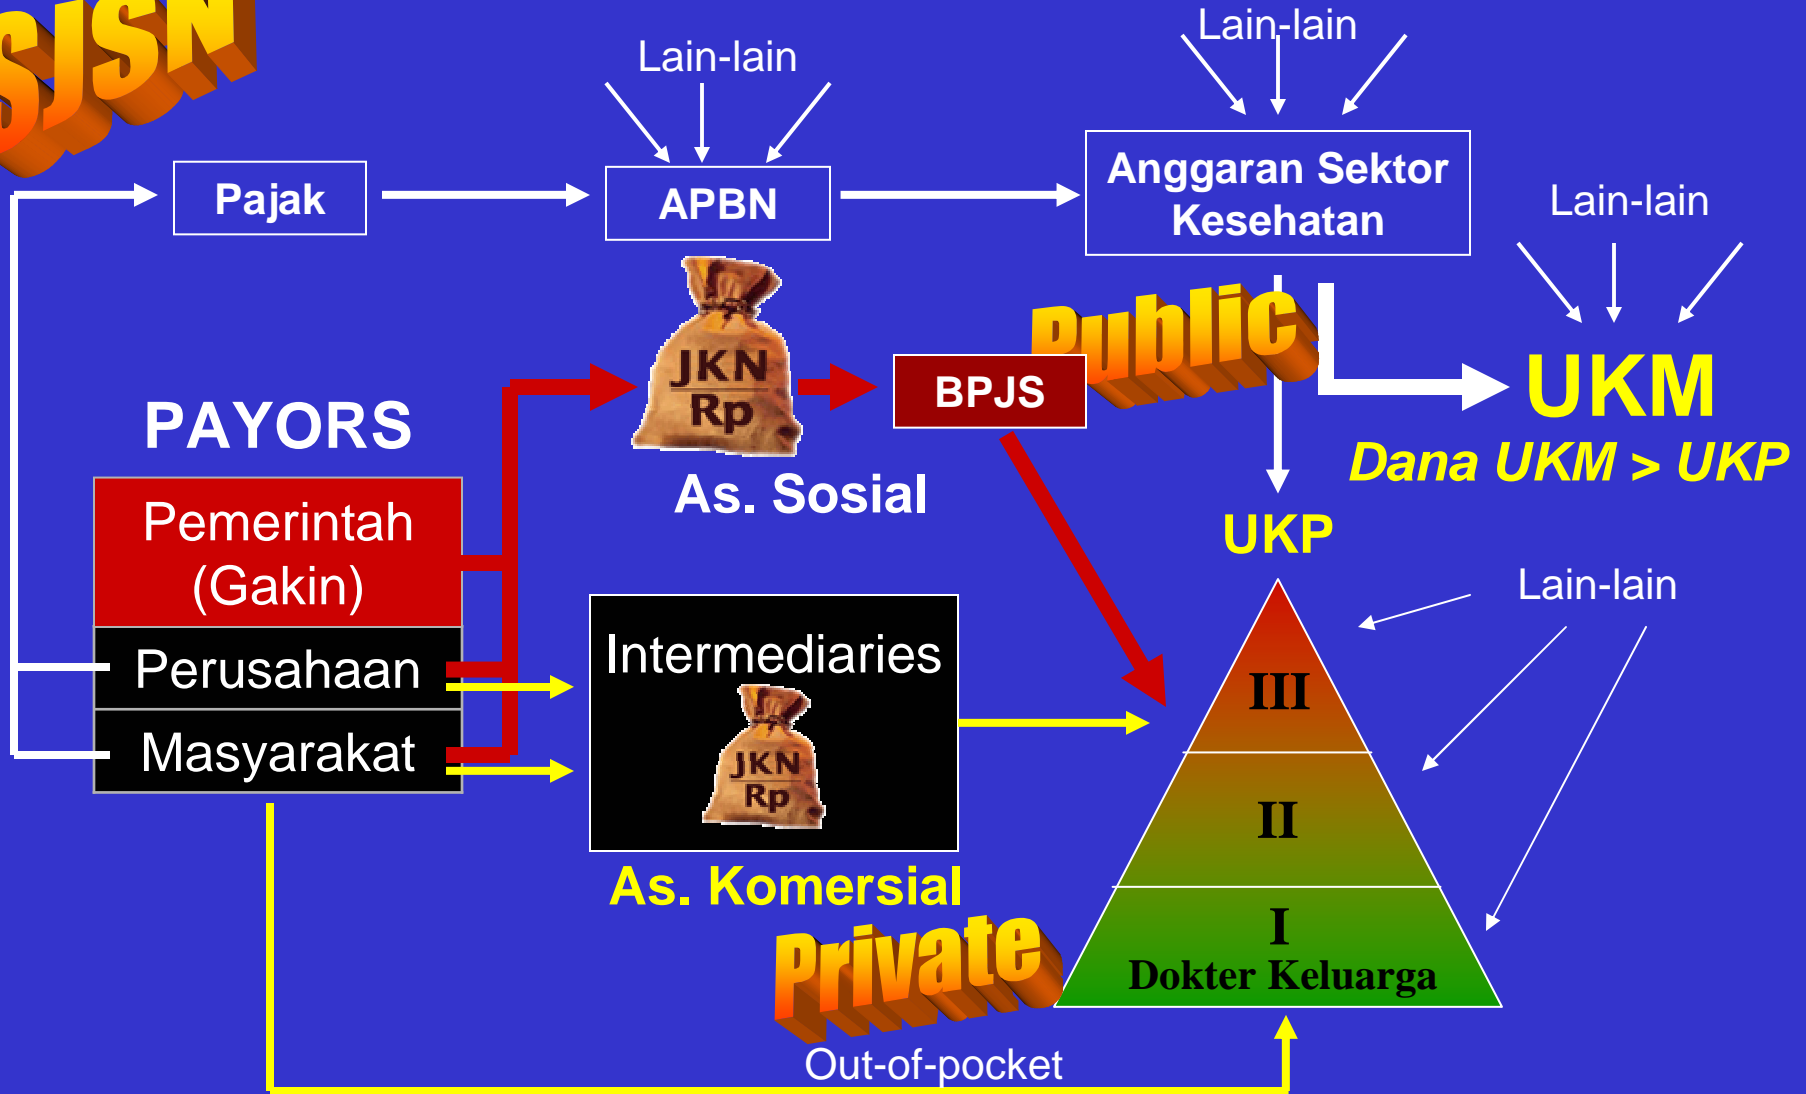 SJSN
Lain-lain
Lain-lain
Pajak
APBN
Anggaran Sektor
Kesehatan
Lain-lain
Public
JKN
Rp
BPJS
UKM
Dana UKM > UKP
PAYORS
As. Sosial
UKP
Pemerintah
(Gakin)
Perusahaan
Masyarakat
Intermediaries
JKN
Rp
As. Komersial
Lain-lain
III
II
I
Dokter Keluarga
Private
Out-of-pocket